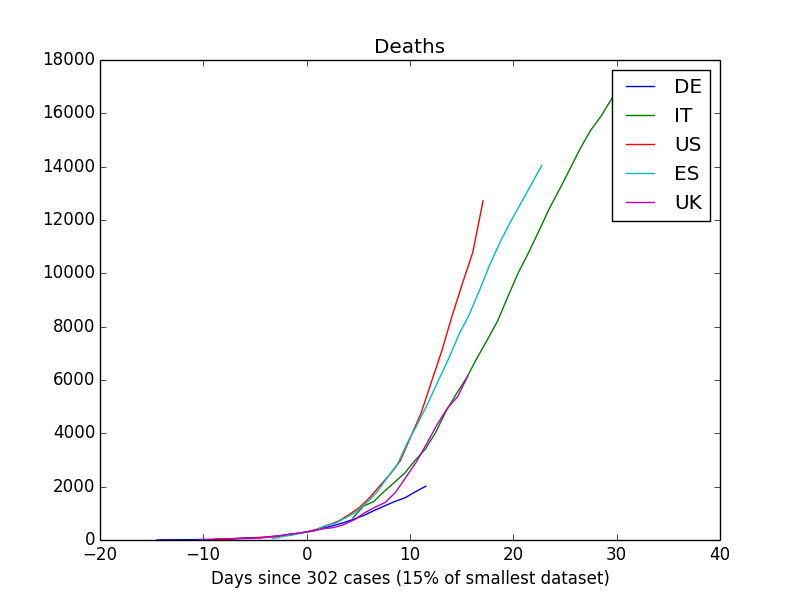 Deaths
18000
16000
14000
12000
10000
8000
6000
4000
2000
0
−20 −10 0 10 20 30 40
Days since 302 cases (15% of smallest dataset)
DE
IT
US
ES
UK